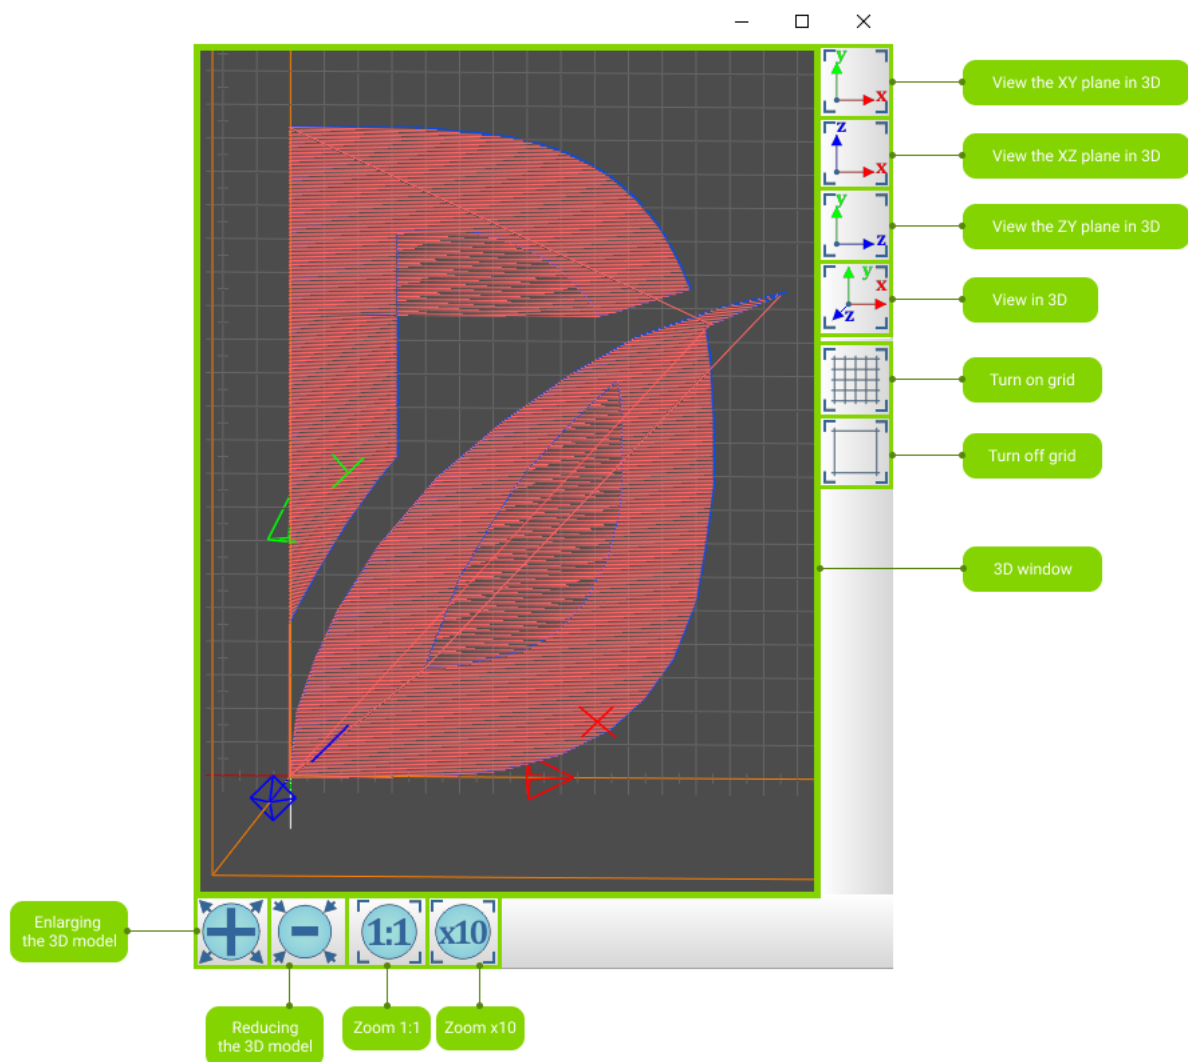 y
x
View the XY plane in 3D
z
x
View the XZ plane in 3D
y
z
View the ZY plane in 3D
y
x
z
View in 3D
Turn on grid
Turn off grid
Y
3D window
X
Enlarging
the 3D model
1:1
x10
Reducing
the 3D model
Zoom 1:1
Zoom x10